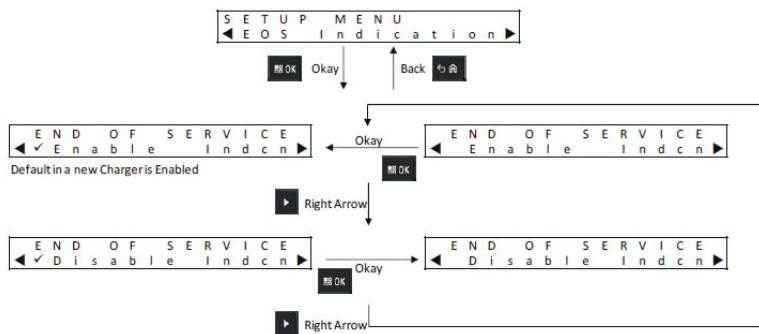 SETUP MENU
◀ EOS Indication ▶
OK Okay Back
END OF SERVICE
◀ ✓ Enable Indcn ▶
Okay
OK
END OF SERVICE
◀ Enable Indcn ▶
Default in a new Charger is Enabled
Right Arrow
END OF SERVICE
◀ ✓ Disable Indcn ▶
Okay
OK
END OF SERVICE
◀ Disable Indcn ▶
Right Arrow